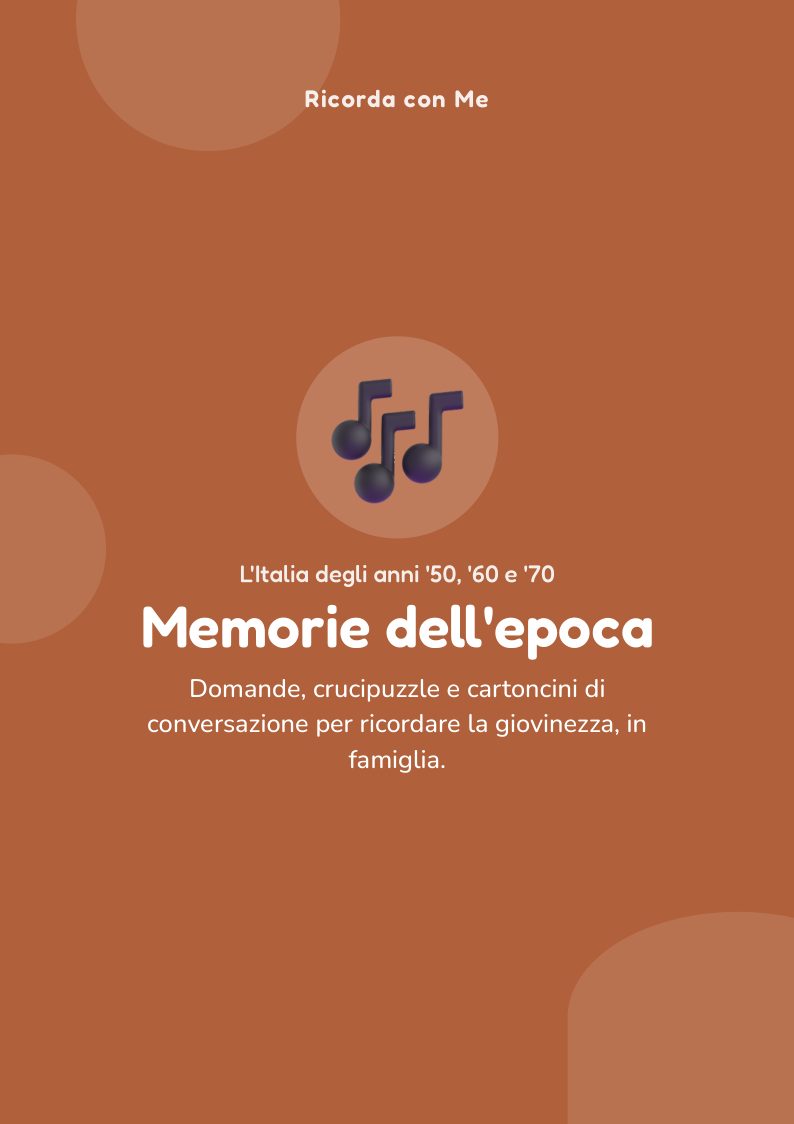 Ricorda con Me
L'Italia degli anni '50, '60 e '70
Memorie dell'epoca
Domande, crucipuzzle e cartoncini di
conversazione per ricordare la giovinezza, in
famiglia.